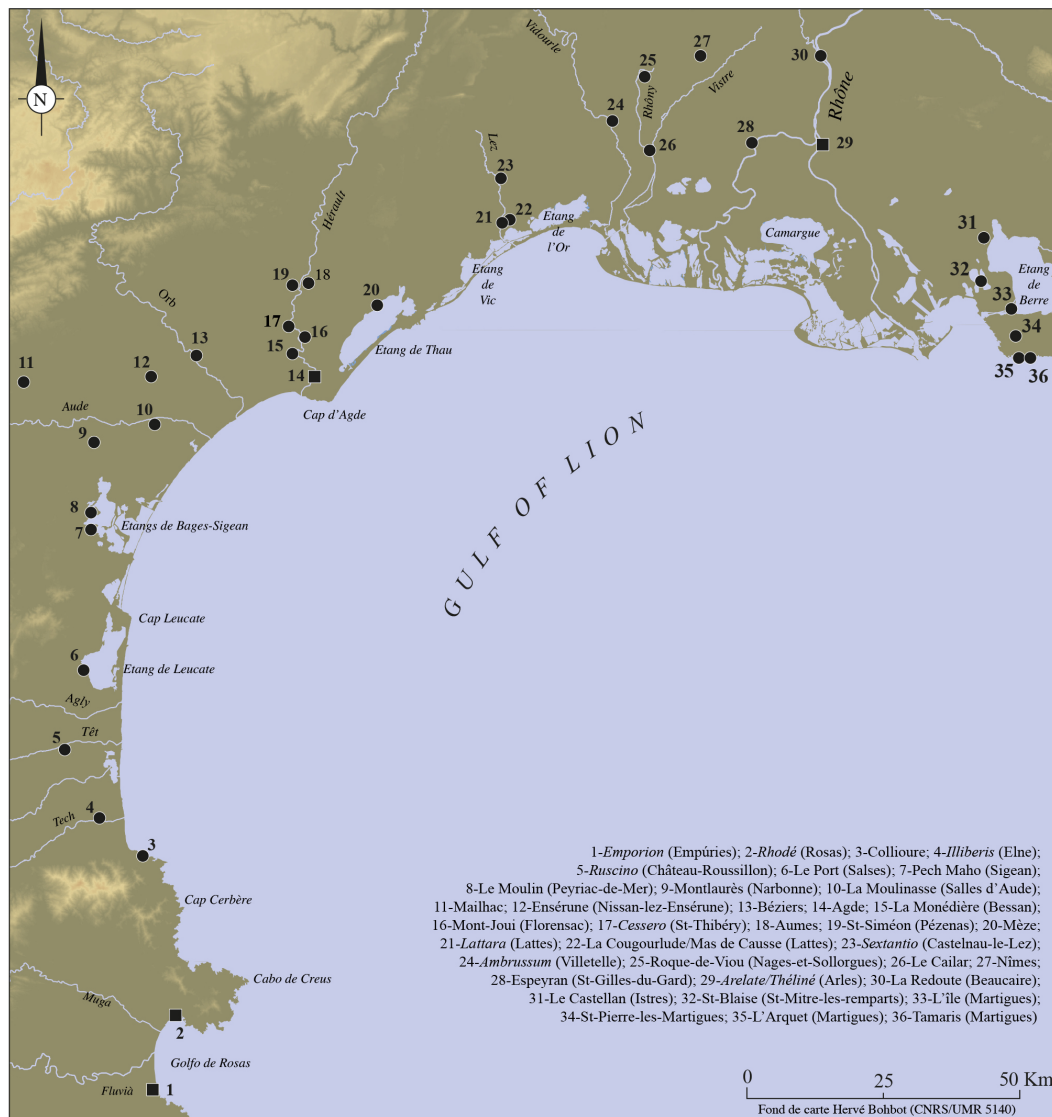 Vidourle
27
30
25
Rhôny
Vistre
Rhône
N
24
28
29
26
Lez
23
22
21
Etang
de
l'Or
Camargue
31
Hérault
Etang
de
Vic
32
Etang
de
Berre
19
18
20
33
Orb
17
16
34
13
15
Etang de Thau
11
12
14
35
36
Aude
10
Cap d'Agde
9
GULF OF LION
8
7
Etangs de Bages-Sigean
Cap Leucate
6
Etang de Leucate
Agly
Têt
5
4
Tech
3
Cap Cerbère
Cabo de Creus
Muga
2
Golfo de Rosas
Fluvià
1
1-Emporion (Empúries); 2-Rhodé (Rosas); 3-Collioure; 4-Illiberis (Elne);
5-Ruscino (Château-Roussillon); 6-Le Port (Salses); 7-Pech Maho (Sigean);
8-Le Moulin (Peyriac-de-Mer); 9-Montlaurès (Narbonne); 10-La Moulinasse (Salles d'Aude);
11-Mailhac; 12-Ensérune (Nissan-lez-Ensérune); 13-Béziers; 14-Agde; 15-La Monédière (Bessan);
16-Mont-Joui (Florensac); 17-Cessero (St-Thibéry); 18-Aumes; 19-St-Siméon (Pézenas); 20-Mèze;
21-Lattara (Lattes); 22-La Cougourlude/Mas de Causse (Lattes); 23-Sextantio (Castelnau-le-Lez);
24-Ambrussum (Villetelle); 25-Roque-de-Viou (Nages-et-Sollorgues); 26-Le Cailar; 27-Nîmes;
28-Espeyran (St-Gilles-du-Gard); 29-Arelate/Théliné (Arles); 30-La Redoute (Beaucaire);
31-Le Castellan (Istres); 32-St-Blaise (St-Mitre-les-remparts); 33-L'île (Martigues);
34-St-Pierre-les-Martigues; 35-L'Arquet (Martigues); 36-Tamaris (Martigues)
0 25 50 Km
Fond de carte Hervé Bohbot (CNRS/UMR 5140)